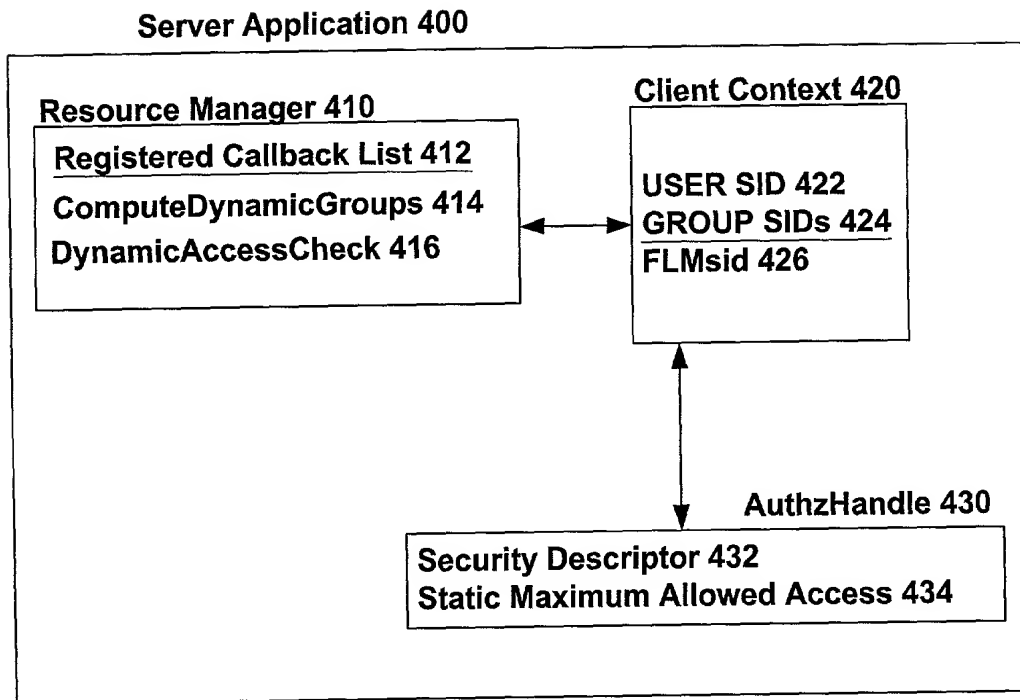 Server Application 400
Resource Manager 410
Registered Callback List 412
ComputeDynamicGroups 414
DynamicAccessCheck 416
Client Context 420
USER SID 422
GROUP SIDs 424
FLMsid 426
AuthzHandle 430
Security Descriptor 432
Static Maximum Allowed Access 434